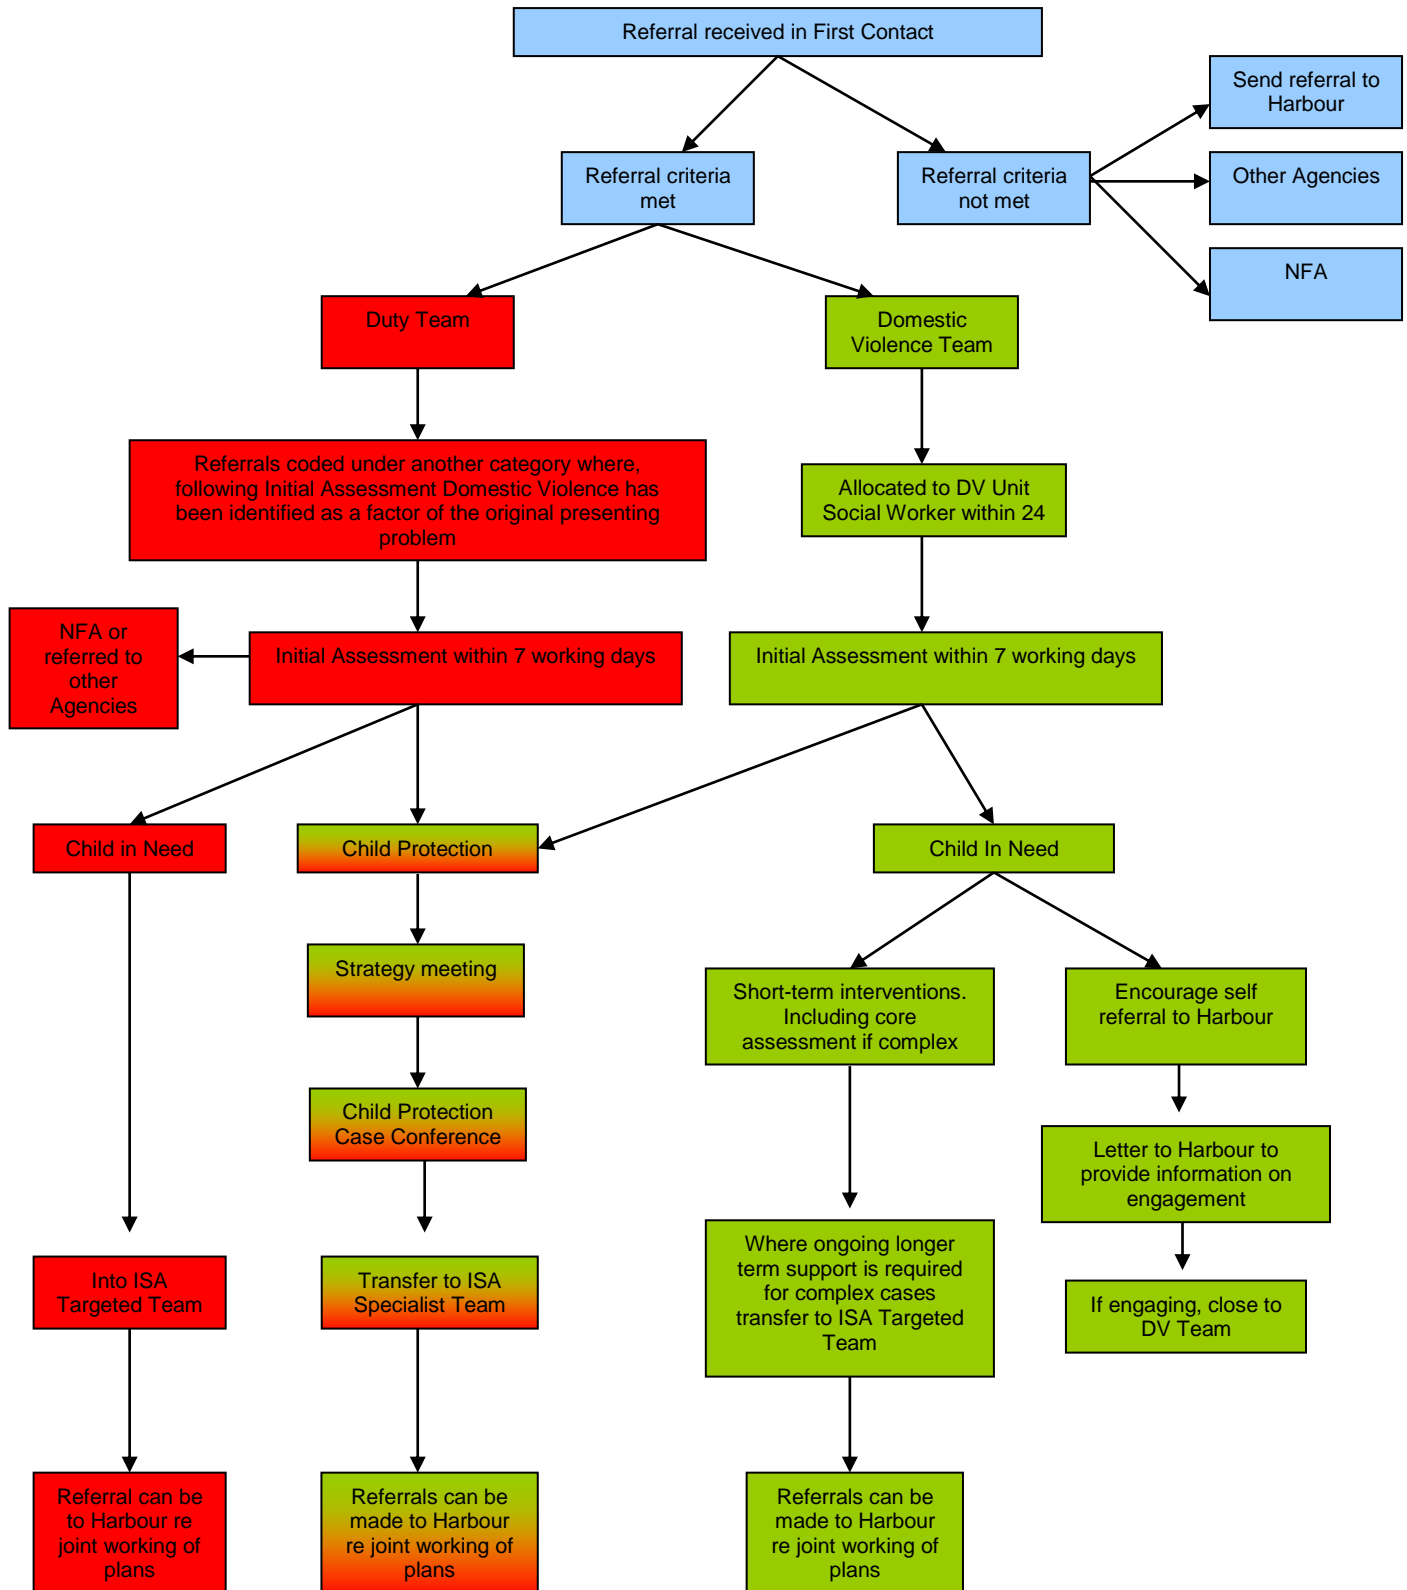 Referral received in First Contact
Send referral to
Harbour
Referral criteria
met
Referral criteria
not met
Other Agencies
NFA
Duty Team
Domestic
Violence Team
Referrals coded under another category where,
following Initial Assessment Domestic Violence has
been identified as a factor of the original presenting
problem
Allocated to DV Unit
Social Worker within 24
NFA or
referred to
other
Agencies
Initial Assessment within 7 working days
Initial Assessment within 7 working days
Child in Need
Child Protection
Child In Need
Strategy meeting
Short-term interventions.
Including core
assessment if complex
Encourage self
referral to Harbour
Child Protection
Case Conference
Letter to Harbour to
provide information on
engagement
Into ISA
Targeted Team
Transfer to ISA
Specialist Team
Where ongoing longer
term support is required
for complex cases
transfer to ISA Targeted
Team
If engaging, close to
DV Team
Referral can be
to Harbour re
joint working of
plans
Referrals can be
made to Harbour
re joint working of
plans
Referrals can be
made to Harbour
re joint working of
plans